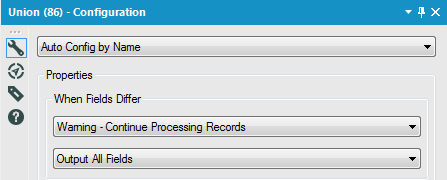 Union (86) - Configuration
Auto Config by Name
Properties
When Fields Differ
Warning - Continue Processing Records
Output All Fields